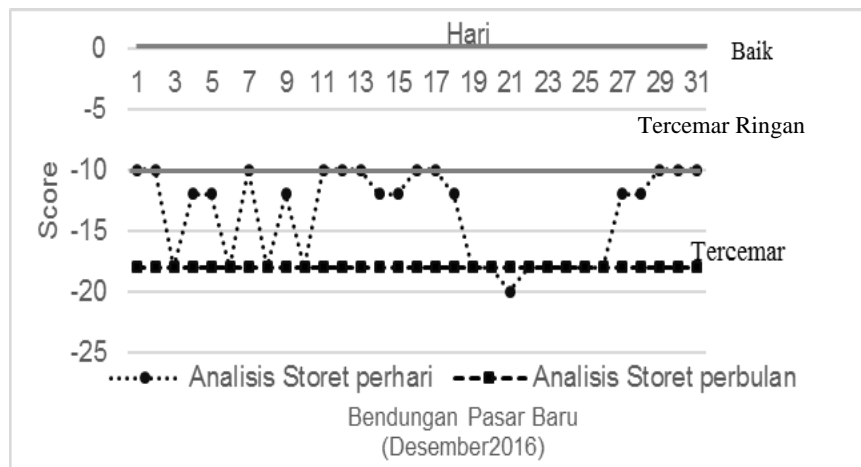 Hari
Baik
0
1 3 5 7 9 11 13 15 17 19 21 23 25 27 29 31
-5
Tercemar Ringan
-10
Score
-15
Tercemar
-20
-25
Analisis Storet perhari Analisis Storet perbulan
Bendungan Pasar Baru
(Desember2016)